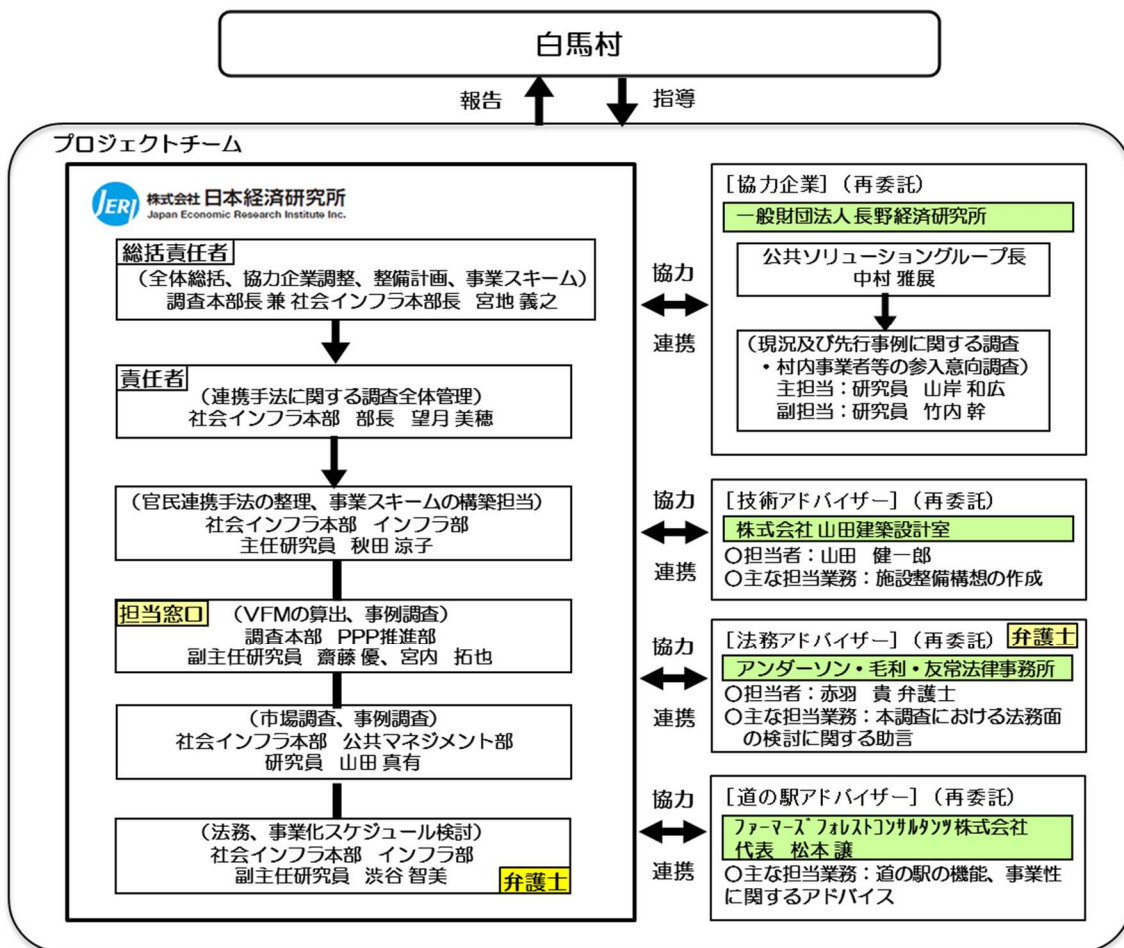 白馬村
報告
指導
プロジェクトチーム
JERI 株式会社 日本経済研究所
Japan Economic Research Institute Inc.
総括責任者
(全体総括、協力企業調整、整備計画、事業スキーム)
調査本部長 兼 社会インフラ本部長 宮地 義之
責任者
(連携手法に関する調査全体管理)
社会インフラ本部 部長 望月 美穂
(官民連携手法の整理、事業スキームの構築担当)
社会インフラ本部 インフラ部
主任研究員 秋田 涼子
担当窓口
(VFMの算出、事例調査)
調査本部 PPP推進部
副主任研究員 齋藤 優、宮内 拓也
(市場調査、事例調査)
社会インフラ本部 公共マネジメント部
研究員 山田 真有
(法務、事業化スケジュール検討)
社会インフラ本部 インフラ部
副主任研究員 渋谷 智美
弁護士
協力
連携
[協力企業] (再委託)
一般財団法人 長野経済研究所
公共ソリューショングループ長
中村 雅展
(現況及び先行事例に関する調査
・村内事業者等の参入意向調査)
主担当:研究員 山岸 和広
副担当:研究員 竹内 幹
協力
連携
[技術アドバイザー] (再委託)
株式会社 山田建築設計室
○担当者:山田 健一郎
○主な担当業務:施設整備構想の作成
協力
連携
[法務アドバイザー] (再委託) 弁護士
アンダーソン・毛利・友常法律事務所
○担当者:赤羽 貴 弁護士
○主な担当業務:本調査における法務面
の検討に関する助言
協力
連携
[道の駅アドバイザー] (再委託)
ファーマーズフォレストコンサルタンツ株式会社
代表 松本 譲
○主な担当業務:道の駅の機能、事業性
に関するアドバイス